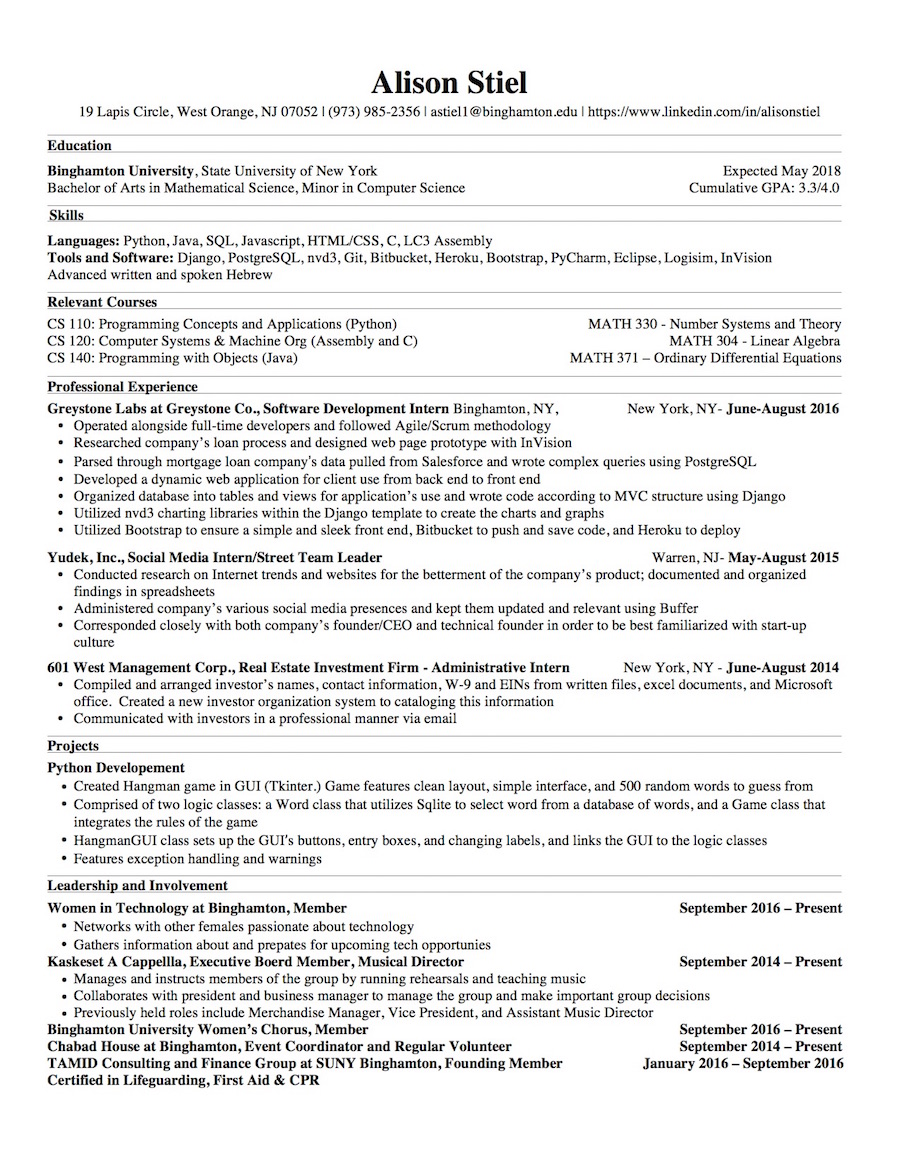 Alison Stiel
19 Lapis Circle, West Orange, NJ 07052 | (973) 985-2356 | astiel1@binghamton.edu | https://www.linkedin.com/in/alisonstiel
Education
Binghamton University, State University of New York Expected May 2018
Bachelor of Arts in Mathematical Science, Minor in Computer Science Cumulative GPA: 3.3/4.0
Skills
Languages: Python, Java, SQL, Javascript, HTML/CSS, C, LC3 Assembly
Tools and Software: Django, PostgreSQL, nvd3, Git, Bitbucket, Heroku, Bootstrap, PyCharm, Eclipse, Logisim, InVision
Advanced written and spoken Hebrew
Relevant Courses
CS 110: Programming Concepts and Applications (Python) MATH 330 - Number Systems and Theory
CS 120: Computer Systems & Machine Org (Assembly and C) MATH 304 - Linear Algebra
CS 140: Programming with Objects (Java) MATH 371 – Ordinary Differential Equations
Professional Experience
Greystone Labs at Greystone Co., Software Development Intern Binghamton, NY, New York, NY- June-August 2016
• Operated alongside full-time developers and followed Agile/Scrum methodology
• Researched company's loan process and designed web page prototype with InVision
• Parsed through mortgage loan company's data pulled from Salesforce and wrote complex queries using PostgreSQL
• Developed a dynamic web application for client use from back end to front end
• Organized database into tables and views for application's use and wrote code according to MVC structure using Django
• Utilized nvd3 charting libraries within the Django template to create the charts and graphs
• Utilized Bootstrap to ensure a simple and sleek front end, Bitbucket to push and save code, and Heroku to deploy
Yudek, Inc., Social Media Intern/Street Team Leader Warren, NJ- May-August 2015
• Conducted research on Internet trends and websites for the betterment of the company's product; documented and organized
findings in spreadsheets
• Administered company's various social media presences and kept them updated and relevant using Buffer
• Corresponded closely with both company's founder/CEO and technical founder in order to be best familiarized with start-up
culture
601 West Management Corp., Real Estate Investment Firm - Administrative Intern New York, NY - June-August 2014
• Compiled and arranged investor's names, contact information, W-9 and EINs from written files, excel documents, and Microsoft
office. Created a new investor organization system to cataloging this information
• Communicated with investors in a professional manner via email
Projects
Python Developement
• Created Hangman game in GUI (Tkinter.) Game features clean layout, simple interface, and 500 random words to guess from
• Comprised of two logic classes: a Word class that utilizes Sqlite to select word from a database of words, and a Game class that
integrates the rules of the game
• HangmanGUI class sets up the GUI's buttons, entry boxes, and changing labels, and links the GUI to the logic classes
• Features exception handling and warnings
Leadership and Involvement
Women in Technology at Binghamton, Member September 2016 – Present
• Networks with other females passionate about technology
• Gathers information about and prepates for upcoming tech opportunies
Kaskeset A Cappellla, Executive Boerd Member, Musical Director September 2014 – Present
• Manages and instructs members of the group by running rehearsals and teaching music
• Collaborates with president and business manager to manage the group and make important group decisions
• Previously held roles include Merchandise Manager, Vice President, and Assistant Music Director
Binghamton University Women's Chorus, Member September 2016 – Present
Chabad House at Binghamton, Event Coordinator and Regular Volunteer September 2014 – Present
TAMID Consulting and Finance Group at SUNY Binghamton, Founding Member January 2016 – September 2016
Certified in Lifeguarding, First Aid & CPR